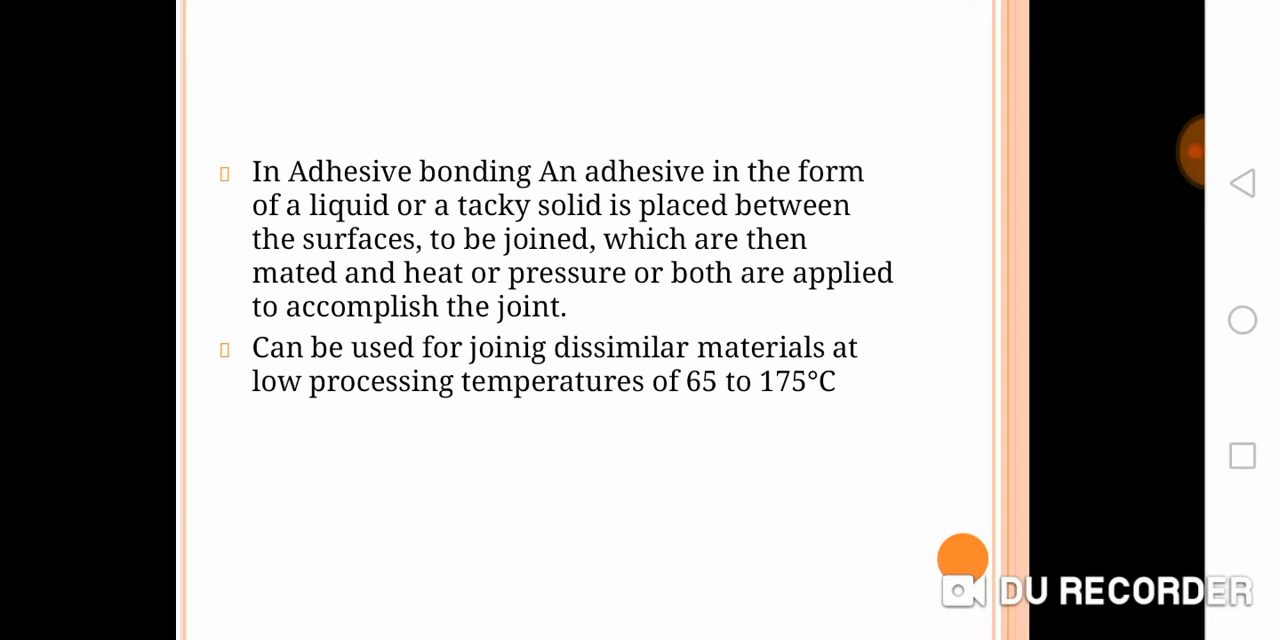 In Adhesive bonding An adhesive in the form
of a liquid or a tacky solid is placed between
the surfaces, to be joined, which are then
mated and heat or pressure or both are applied
to accomplish the joint.
Can be used for joinig dissimilar materials at
low processing temperatures of 65 to 175°C
DU RECORDER